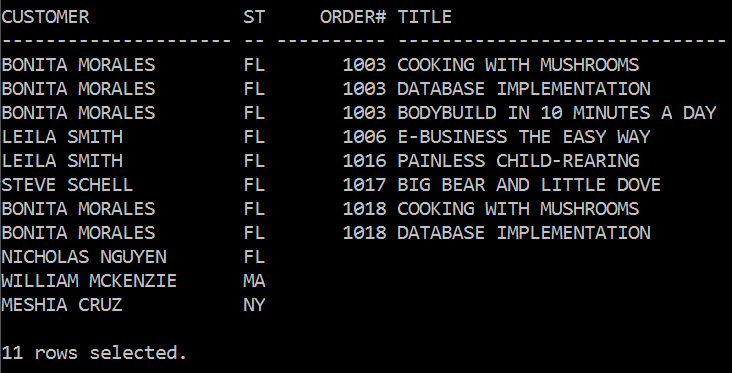 CUSTOMER              ST     ORDER# TITLE
--------------------- -- ---------- ------------------------------
BONITA MORALES        FL       1003 COOKING WITH MUSHROOMS
BONITA MORALES        FL       1003 DATABASE IMPLEMENTATION
BONITA MORALES        FL       1003 BODYBUILD IN 10 MINUTES A DAY
LEILA SMITH           FL       1006 E-BUSINESS THE EASY WAY
LEILA SMITH           FL       1016 PAINLESS CHILD-REARING
STEVE SCHELL          FL       1017 BIG BEAR AND LITTLE DOVE
BONITA MORALES        FL       1018 COOKING WITH MUSHROOMS
BONITA MORALES        FL       1018 DATABASE IMPLEMENTATION
NICHOLAS NGUYEN       FL
WILLIAM MCKENZIE      MA
MESHIA CRUZ           NY
11 rows selected.